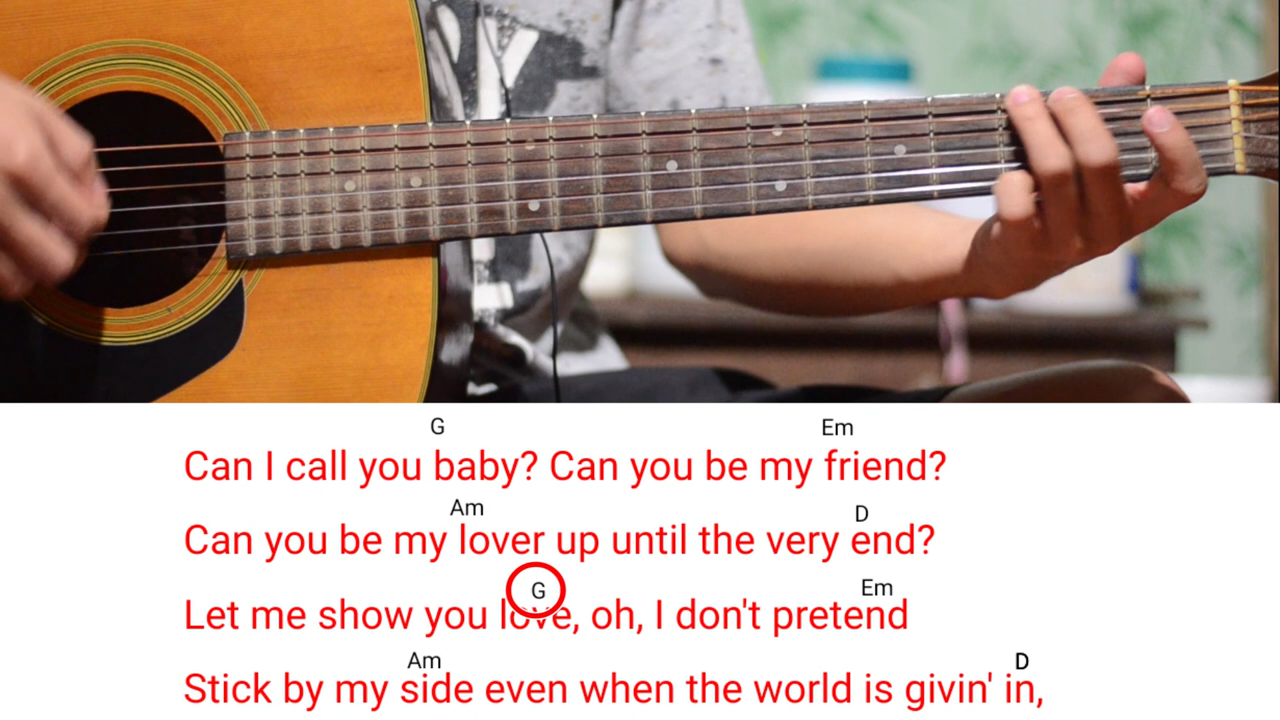 G Em
Can I call you baby? Can you be my friend?
Am D
Can you be my lover up until the very end?
G Em
Let me show you love, oh, I don't pretend
Am D
Stick by my side even when the world is givin' in,